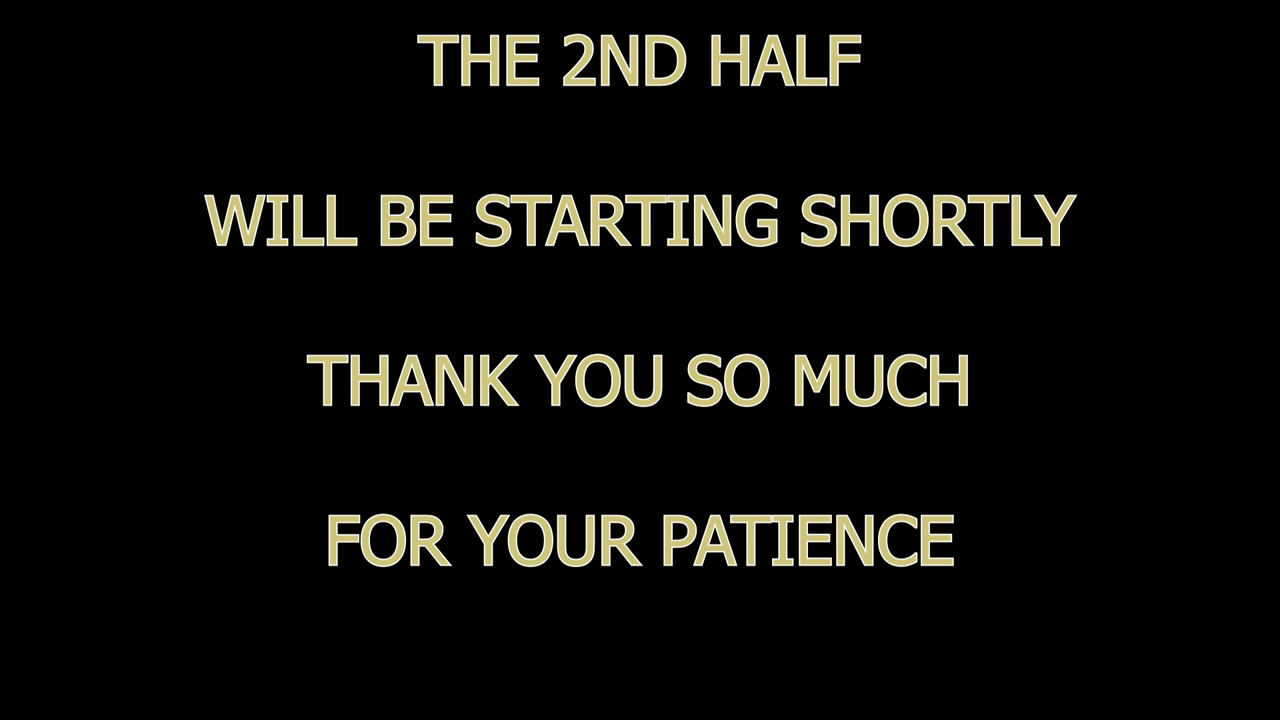 THE 2ND HALF
WILL BE STARTING SHORTLY
THANK YOU SO MUCH
FOR YOUR PATIENCE